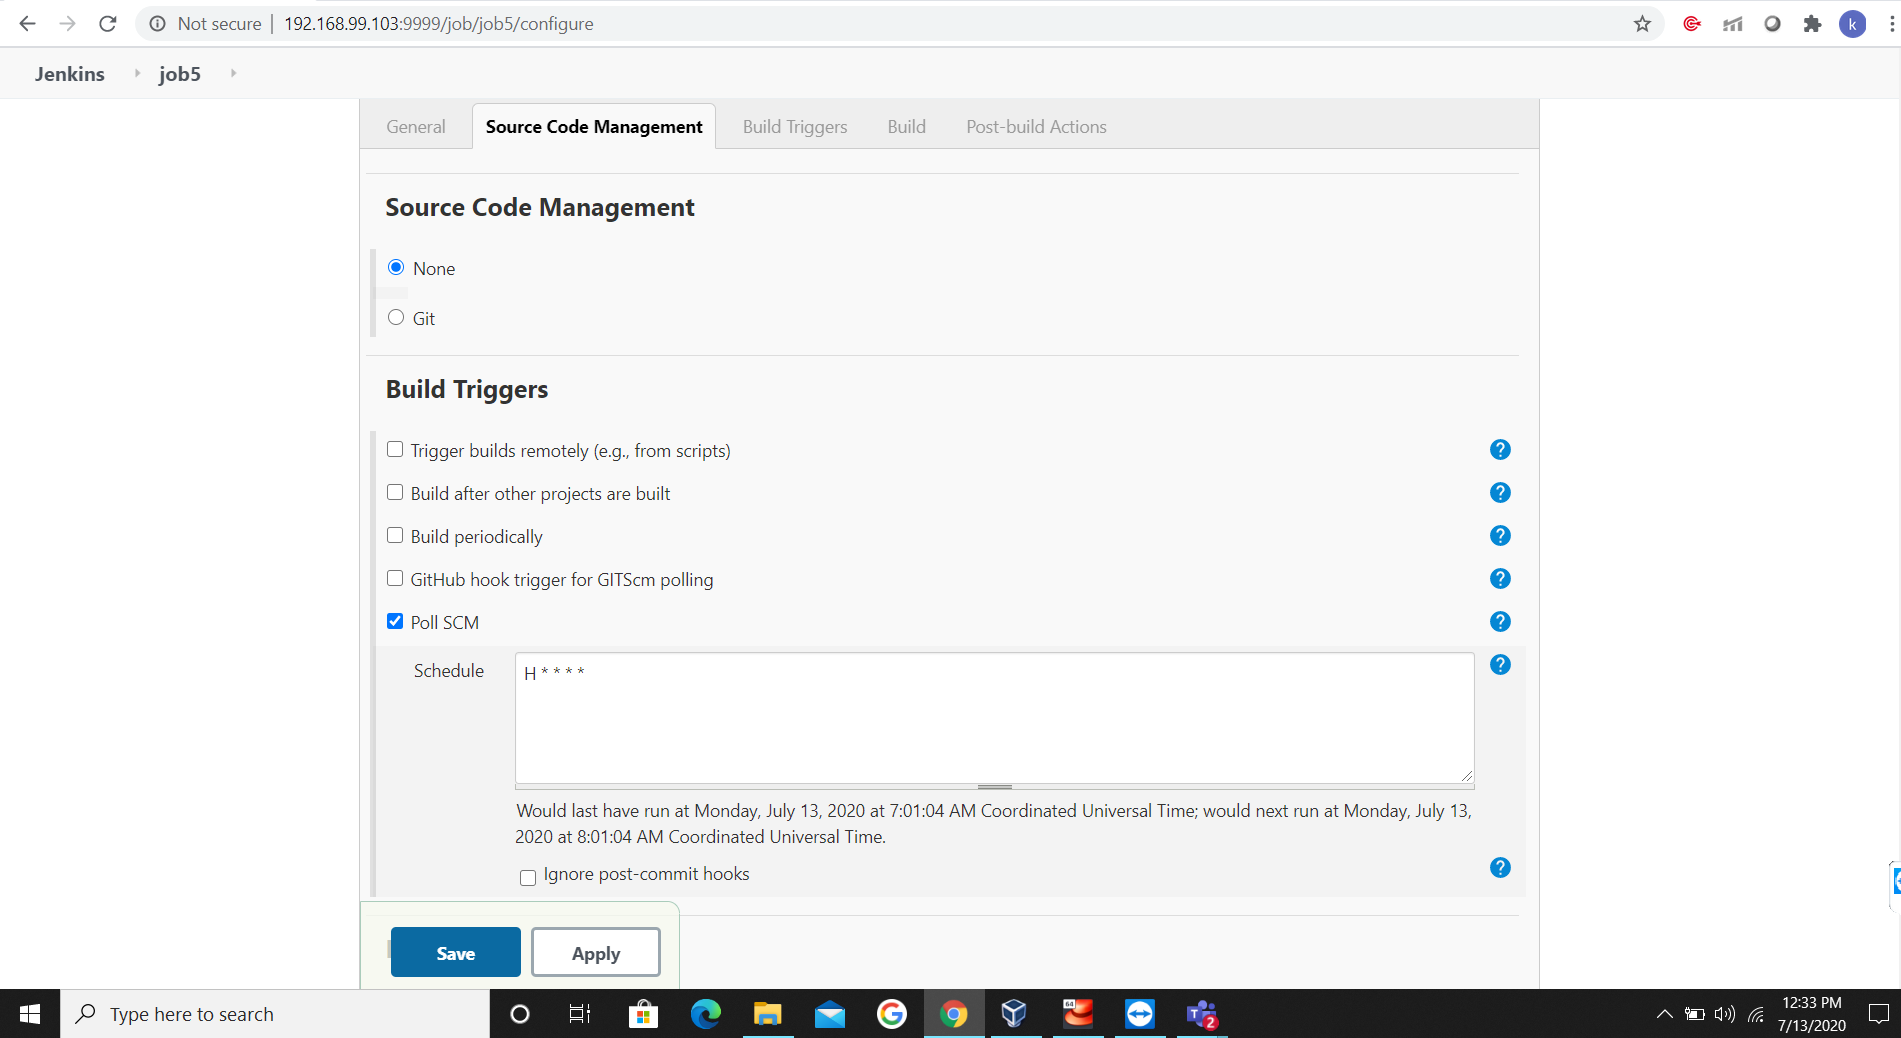 Not secure | 192.168.99.103:9999/job/job5/configure
k
Jenkins job5
General Source Code Management Build Triggers Build Post-build Actions
Source Code Management
None
Git
Build Triggers
Trigger builds remotely (e.g., from scripts)
Build after other projects are built
Build periodically
GitHub hook trigger for GITScm polling
Poll SCM
Schedule
H * * * *
Would last have run at Monday, July 13, 2020 at 7:01:04 AM Coordinated Universal Time; would next run at Monday, July 13,
2020 at 8:01:04 AM Coordinated Universal Time.
Ignore post-commit hooks
Save Apply
Type here to search
64
T
2
12:33 PM
7/13/2020